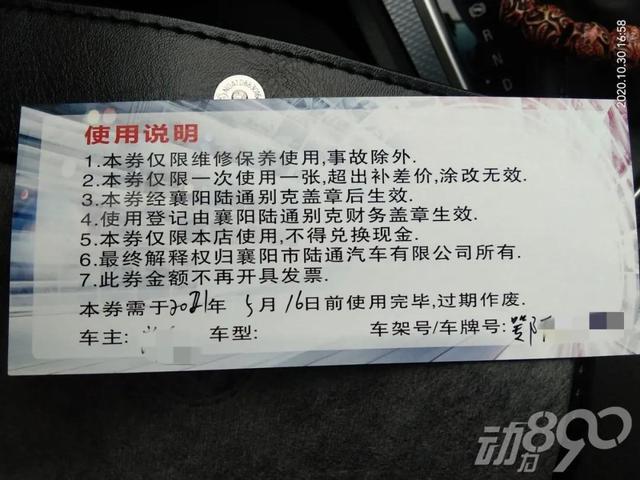 2020.10.30 16:58
R
N
D
使用说明
1.本券仅限维修保养使用,事故除外.
2.本券仅限一次使用一张,超出补差价,涂改无效.
3.本券经襄阳陆通别克盖章后生效.
4.使用登记由襄阳陆通别克财务盖章生效.
5.本券仅限本店使用,不得兑换现金.
6.最终解释权归襄阳市陆通汽车有限公司所有.
7.此券金额不再开具发票.
本券需于2021年5月16日前使用完毕,过期作废.
车主: 车型: 车架号/车牌号:
动力890